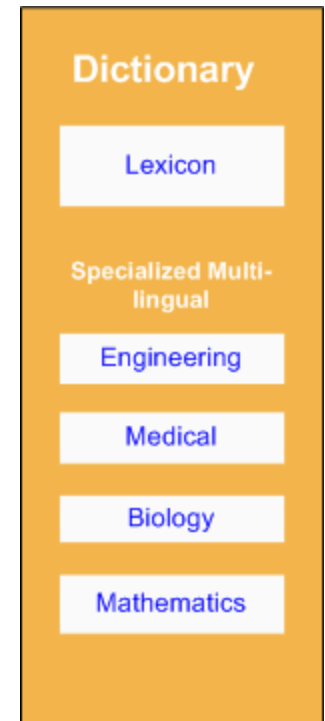 Dictionary
Lexicon
Specialized Multi-
lingual
Engineering
Medical
Biology
Mathematics